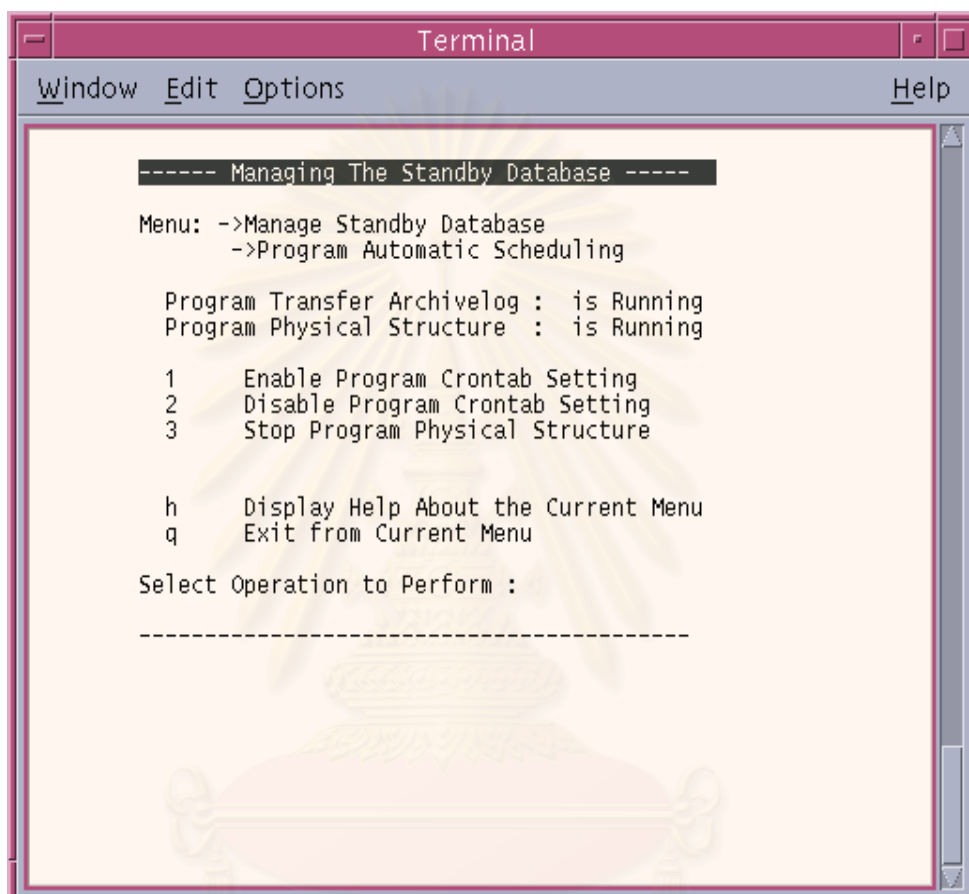 Terminal
Window Edit Options Help
------ Managing The Standby Database -----
Menu: ->Manage Standby Database
->Program Automatic Scheduling
Program Transfer Archivelog : is Running
Program Physical Structure : is Running
1 Enable Program Crontab Setting
2 Disable Program Crontab Setting
3 Stop Program Physical Structure
h Display Help About the Current Menu
q Exit from Current Menu
Select Operation to Perform :
------------------------------------------